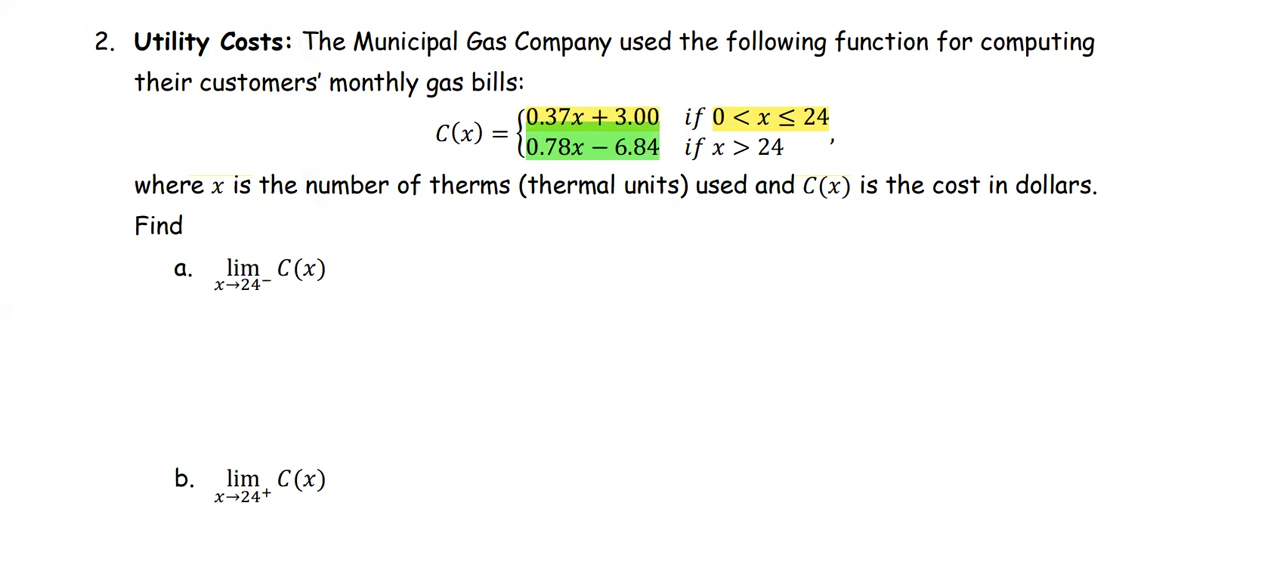 2. Utility Costs: The Municipal Gas Company used the following function for computing
their customers' monthly gas bills:
C(x) = {0.37x + 3.00 if 0 < x ≤ 24
{0.78x − 6.84 if x > 24 ,
where x is the number of therms (thermal units) used and C(x) is the cost in dollars.
Find
a. lim x→24⁻ C(x)
b. lim x→24⁺ C(x)